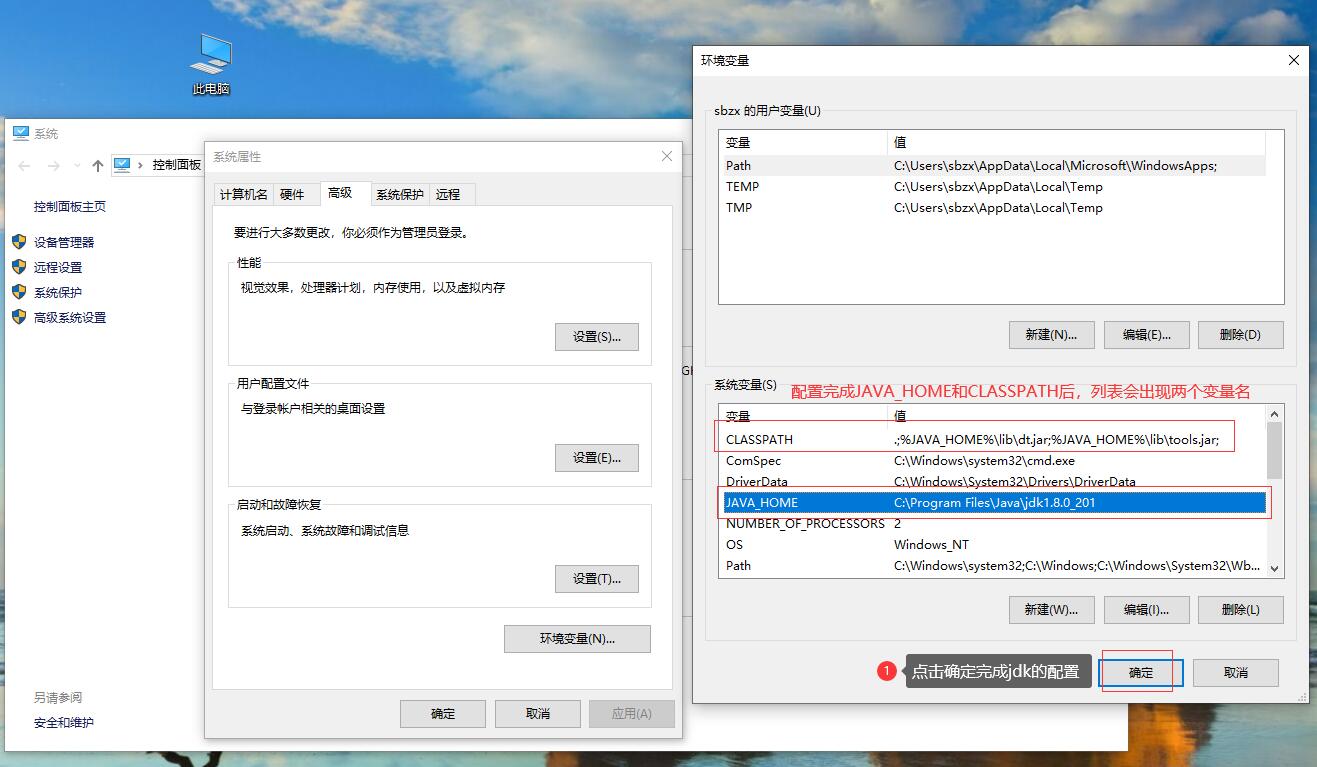 此电脑
系统
控制面板
控制面板主页
设备管理器
远程设置
系统保护
高级系统设置
另请参阅
安全和维护
系统属性
计算机名 硬件 高级 系统保护 远程
要进行大多数更改，你必须作为管理员登录。
性能
视觉效果，处理器计划，内存使用，以及虚拟内存
设置(S)...
用户配置文件
与登录帐户相关的桌面设置
设置(E)...
启动和故障恢复
系统启动、系统故障和调试信息
设置(T)...
环境变量(N)...
确定 取消 应用(A)
环境变量
sbzx 的用户变量(U)
变量 值
Path C:\Users\sbzx\AppData\Local\Microsoft\WindowsApps;
TEMP C:\Users\sbzx\AppData\Local\Temp
TMP C:\Users\sbzx\AppData\Local\Temp
新建(N)... 编辑(E)... 删除(D)
系统变量(S)
配置完成JAVA_HOME和CLASSPATH后，列表会出现两个变量名
变量 值
CLASSPATH .;%JAVA_HOME%\lib\dt.jar;%JAVA_HOME%\lib\tools.jar;
ComSpec C:\Windows\system32\cmd.exe
DriverData C:\Windows\System32\Drivers\DriverData
JAVA_HOME C:\Program Files\Java\jdk1.8.0_201
NUMBER_OF_PROCESSORS 2
OS Windows_NT
Path C:\Windows\system32;C:\Windows;C:\Windows\System32\Wb...
新建(W)... 编辑(I)... 删除(L)
1 点击确定完成jdk的配置
确定 取消